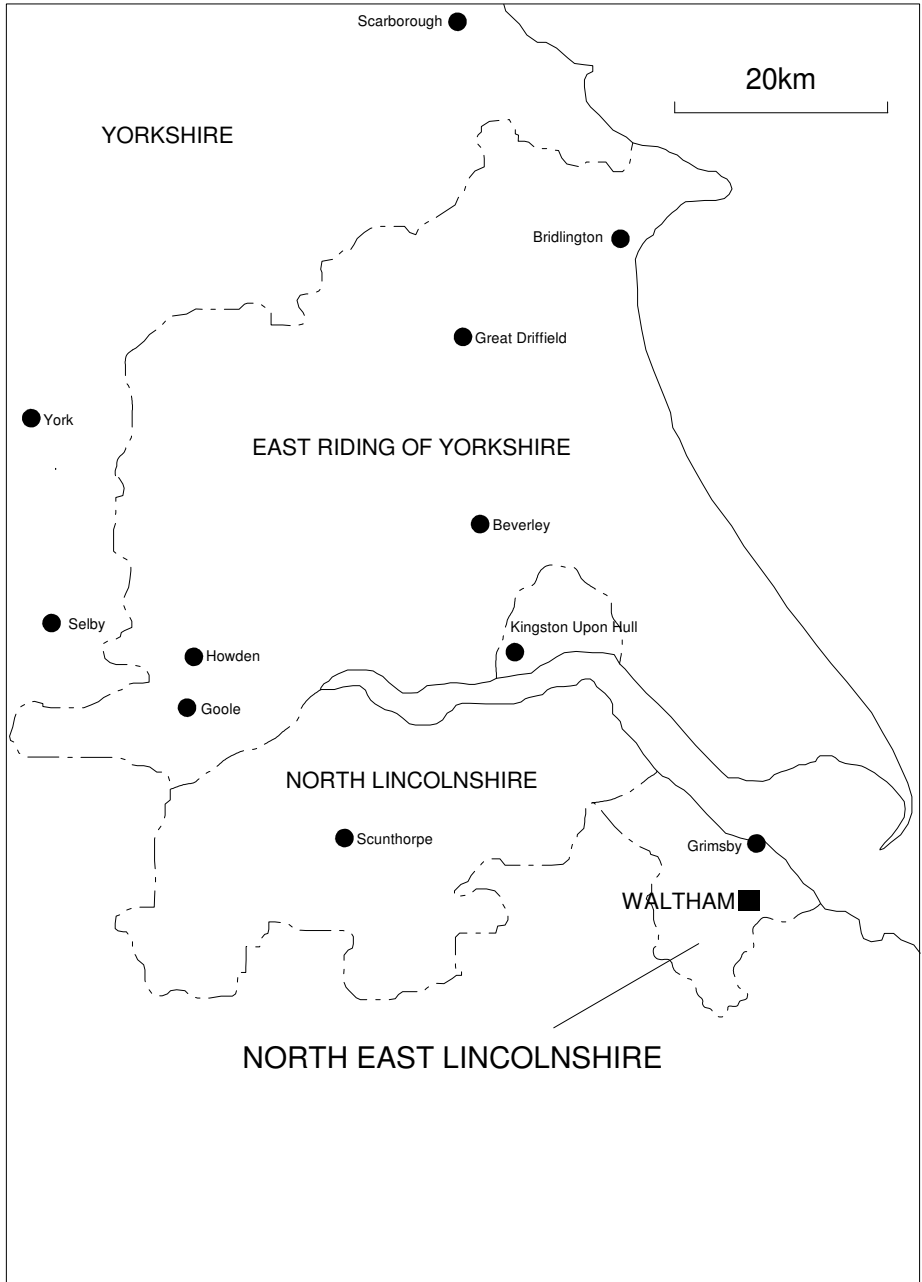 Scarborough
20km
YORKSHIRE
Bridlington
Great Driffield
York
EAST RIDING OF YORKSHIRE
Beverley
Selby
Kingston Upon Hull
Howden
Goole
NORTH LINCOLNSHIRE
Scunthorpe
Grimsby
WALTHAM
NORTH EAST LINCOLNSHIRE